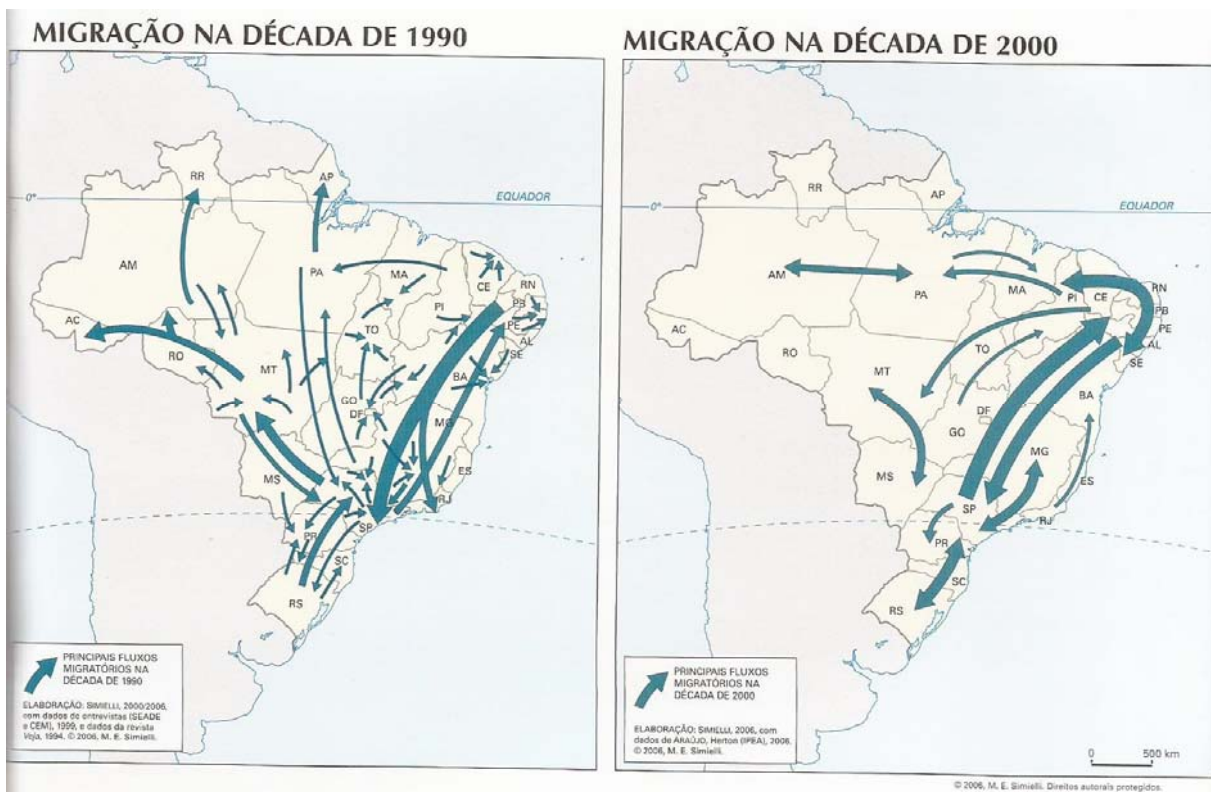 MIGRAÇÃO NA DÉCADA DE 1990
RR
AP
0°
EQUADOR
AM
PA
MA
CE
RN
PB
PI
PE
AC
TO
AL
SE
RO
MT
BA
GO
DF
MG
MS
ES
RJ
SP
PR
SC
RS
PRINCIPAIS FLUXOS
MIGRATÓRIOS NA
DÉCADA DE 1990
ELABORAÇÃO: SIMIELLI, 2000/2006,
com dados de entrevistas (SEADE
e CEM), 1999, e dados da revista
Veja, 1994. © 2006, M. E. Simielli.
MIGRAÇÃO NA DÉCADA DE 2000
RR
AP
0°
EQUADOR
AM
PA
MA
CE
RN
PI
PB
AC
PE
AL
TO
SE
RO
MT
BA
DF
GO
MG
MS
ES
SP
RJ
PR
SC
RS
PRINCIPAIS FLUXOS
MIGRATÓRIOS NA
DÉCADA DE 2000
ELABORAÇÃO: SIMIELLI, 2006, com
dados de ARAÚJO, Herton (IPEA), 2006.
© 2006, M. E. Simielli.
0 500 km
© 2006, M. E. Simielli. Direitos autorais protegidos.